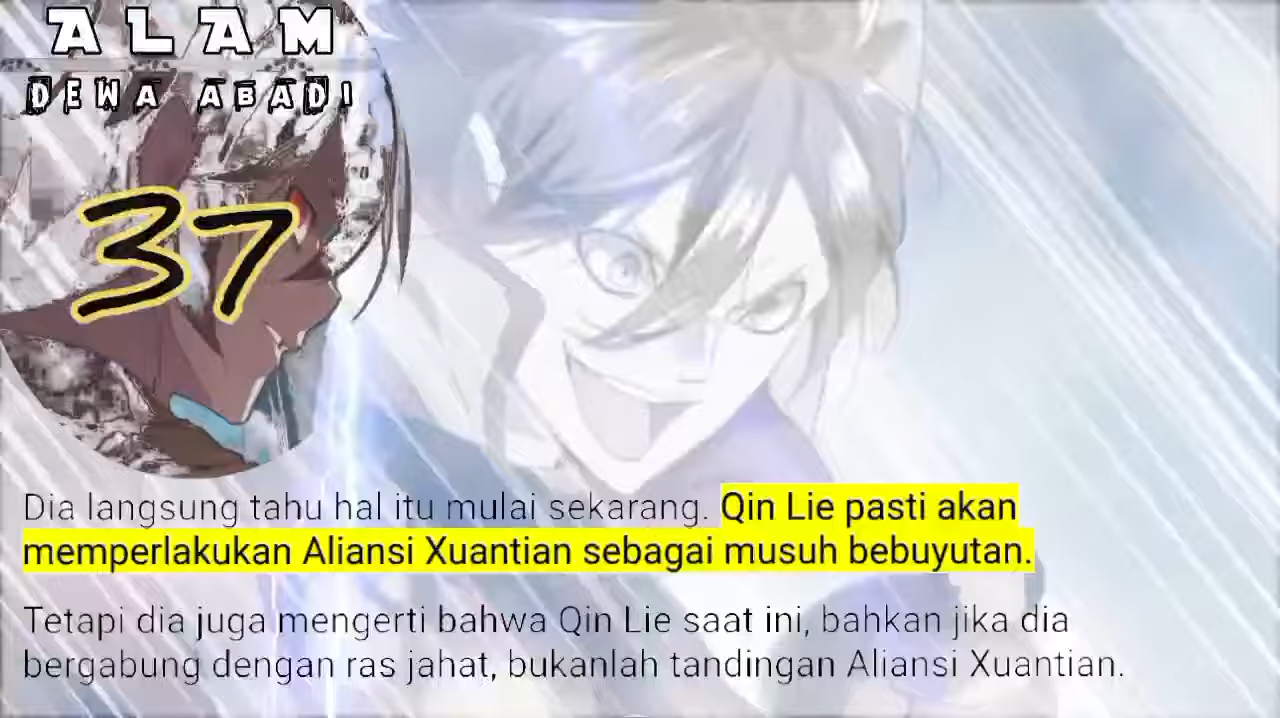 ALAM
DEWA ABADI
37
Dia langsung tahu hal itu mulai sekarang. Qin Lie pasti akan
memperlakukan Aliansi Xuantian sebagai musuh bebuyutan.
Tetapi dia juga mengerti bahwa Qin Lie saat ini, bahkan jika dia
bergabung dengan ras jahat, bukanlah tandingan Aliansi Xuantian.